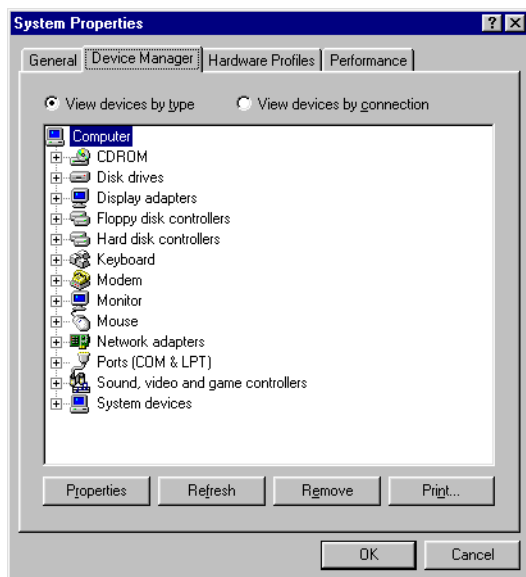 System Properties
General Device Manager Hardware Profiles Performance
View devices by type View devices by connection
Computer
CDROM
Disk drives
Display adapters
Floppy disk controllers
Hard disk controllers
Keyboard
Modem
Monitor
Mouse
Network adapters
Ports (COM & LPT)
Sound, video and game controllers
System devices
Properties Refresh Remove Print...
OK Cancel